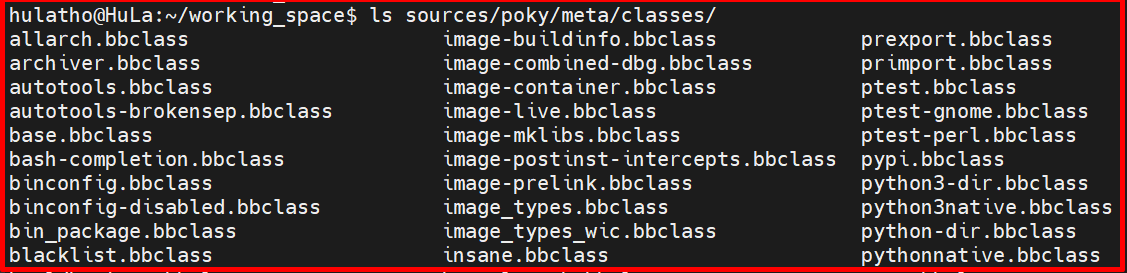 hulatho@HuLa:~/working_space$ ls sources/poky/meta/classes/
allarch.bbclass image-buildinfo.bbclass prexport.bbclass
archiver.bbclass image-combined-dbg.bbclass primport.bbclass
autotools.bbclass image-container.bbclass ptest.bbclass
autotools-brokensep.bbclass image-live.bbclass ptest-gnome.bbclass
base.bbclass image-mklibs.bbclass ptest-perl.bbclass
bash-completion.bbclass image-postinst-intercepts.bbclass pypi.bbclass
binconfig.bbclass image-prelink.bbclass python3-dir.bbclass
binconfig-disabled.bbclass image_types.bbclass python3native.bbclass
bin_package.bbclass image_types_wic.bbclass python-dir.bbclass
blacklist.bbclass insane.bbclass pythonnative.bbclass